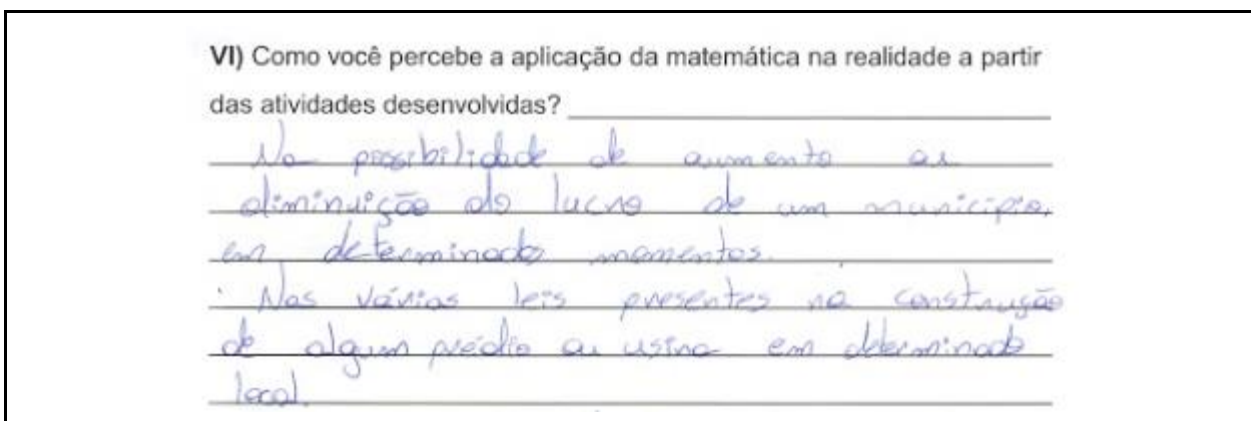 VI) Como você percebe a aplicação da matemática na realidade a partir
das atividades desenvolvidas?
Na possibilidade de aumento ou
diminuição do lucro de um município,
em determinados momentos.
Nas várias leis presentes na construção
de algum prédio ou usina em determinado
local.